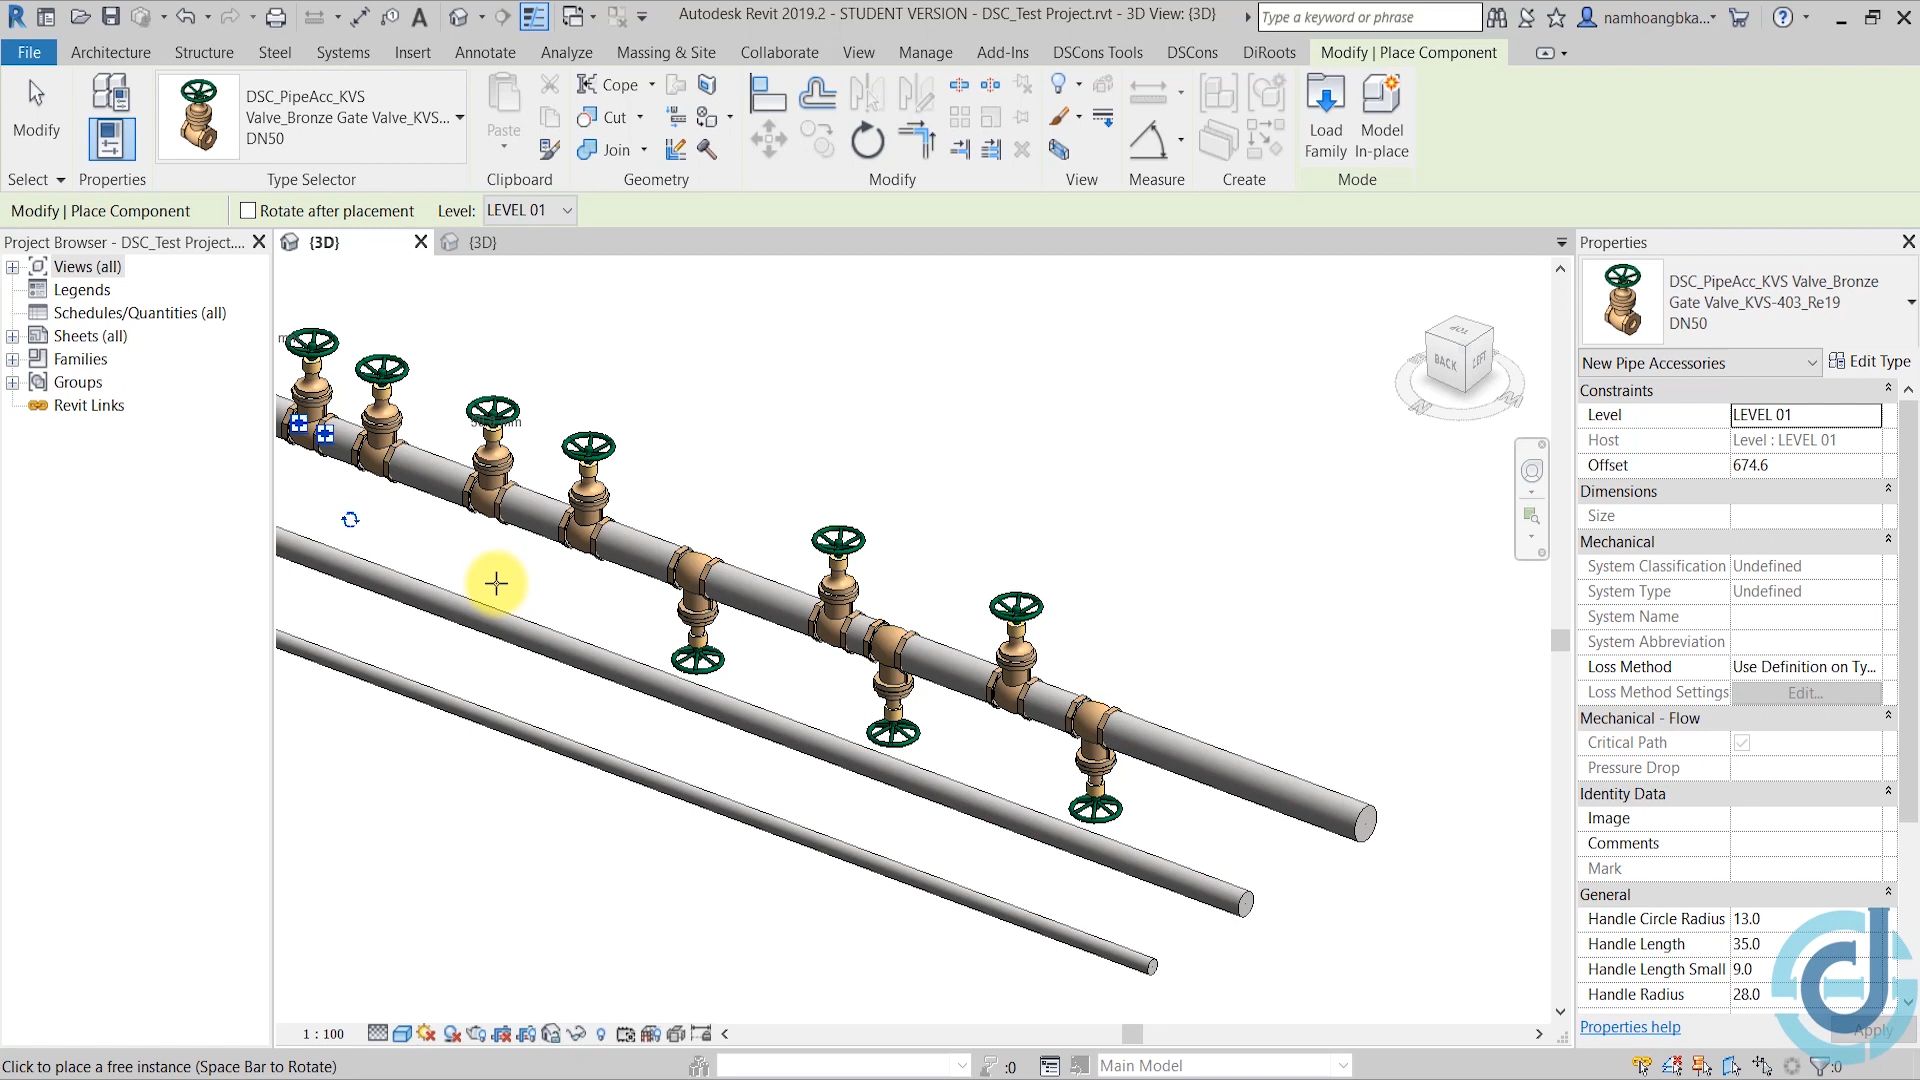 Autodesk Revit 2019.2 - STUDENT VERSION - DSC_Test Project.rvt - 3D View: {3D}
Type a keyword or phrase
namhoangbka...
File
Architecture
Structure
Steel
Systems
Insert
Annotate
Analyze
Massing & Site
Collaborate
View
Manage
Add-Ins
DSCons Tools
DSCons
DiRoots
Modify | Place Component
Modify
DSC_PipeAcc_KVS
Valve_Bronze Gate Valve_KVS...
DN50
Paste
Cope
Cut
Join
Load
Family
Model
In-place
Select
Properties
Type Selector
Clipboard
Geometry
Modify
View
Measure
Create
Mode
Modify | Place Component
Rotate after placement
Level:
LEVEL 01
Project Browser - DSC_Test Project....
{3D}
{3D}
Properties
Views (all)
Legends
Schedules/Quantities (all)
Sheets (all)
Families
Groups
Revit Links
TOP
BACK
LEFT
DSC_PipeAcc_KVS Valve_Bronze
Gate Valve_KVS-403_Re19
DN50
New Pipe Accessories
Edit Type
Constraints
Level LEVEL 01
Host Level : LEVEL 01
Offset 674.6
Dimensions
Size
Mechanical
System Classification Undefined
System Type Undefined
System Name
System Abbreviation
Loss Method Use Definition on Ty...
Loss Method Settings Edit...
Mechanical - Flow
Critical Path
Pressure Drop
Identity Data
Image
Comments
Mark
General
Handle Circle Radius 13.0
Handle Length 35.0
Handle Length Small 9.0
Handle Radius 28.0
Properties help
Apply
1 : 100
Click to place a free instance (Space Bar to Rotate)
:0
Main Model
:0